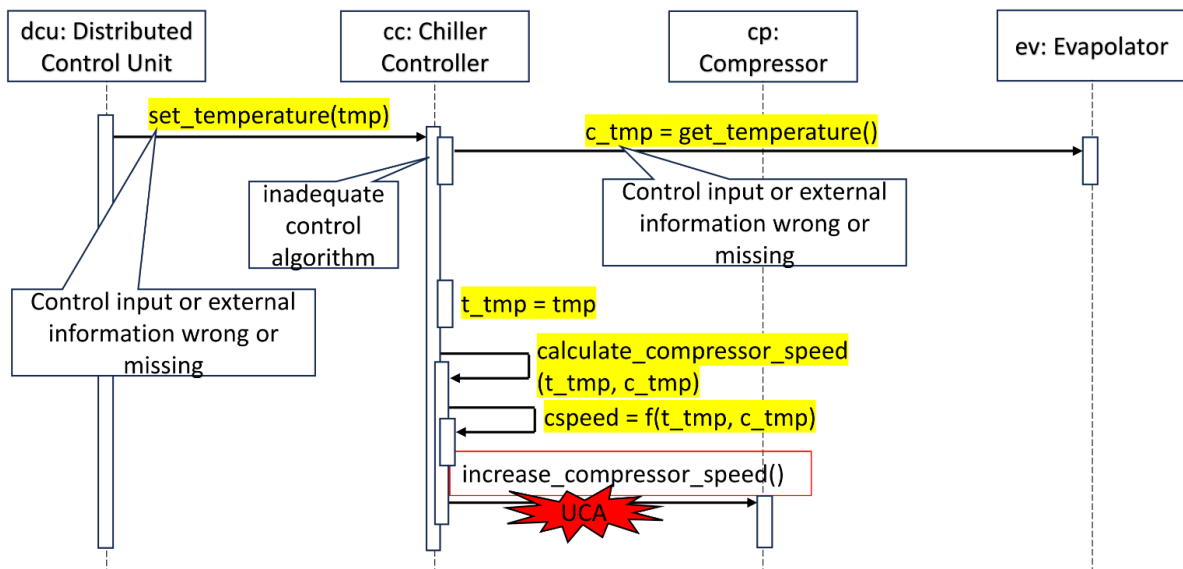 dcu: Distributed
Control Unit
cc: Chiller
Controller
cp:
Compressor
ev: Evapolator
set_temperature(tmp)
c_tmp = get_temperature()
inadequate
control
algorithm
Control input or external
information wrong or
missing
Control input or external
information wrong or
missing
t_tmp = tmp
calculate_compressor_speed
(t_tmp, c_tmp)
cspeed = f(t_tmp, c_tmp)
increase_compressor_speed()
UCA